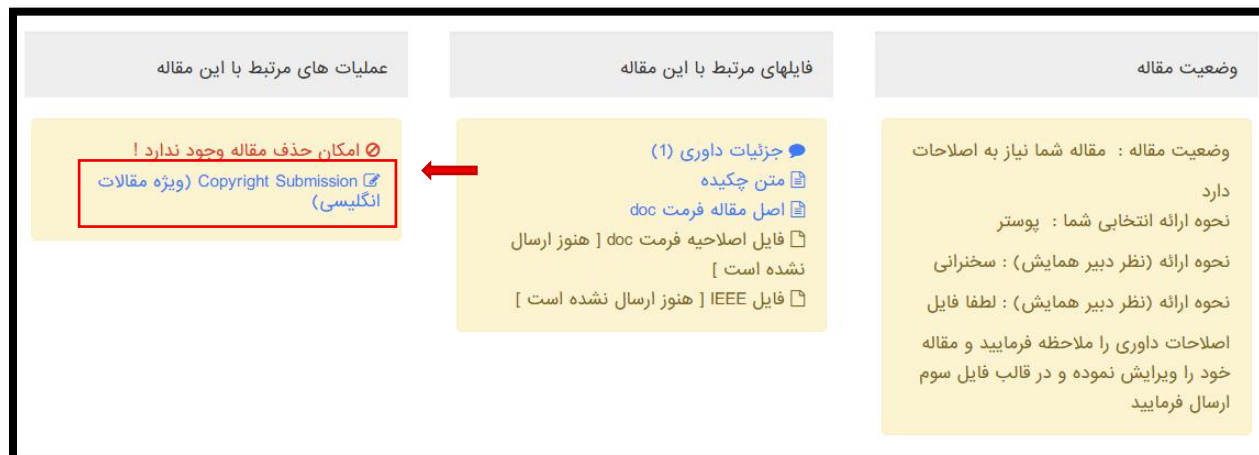 وضعیت مقاله
وضعیت مقاله : مقاله شما نیاز به اصلاحات
دارد
نحوه ارائه انتخابی شما : پوستر
نحوه ارائه (نظر دبیر همایش) : سخنرانی
نحوه ارائه (نظر دبیر همایش) : لطفا فایل
اصلاحات داوری را ملاحظه فرمایید و مقاله
خود را ویرایش نموده و در قالب فایل سوم
ارسال فرمایید
فایلهای مرتبط با این مقاله
جزئیات داوری (1)
متن چکیده
اصل مقاله فرمت doc
فایل اصلاحیه فرمت doc [ هنوز ارسال
نشده است ]
فایل IEEE [ هنوز ارسال نشده است ]
عملیات های مرتبط با این مقاله
امکان حذف مقاله وجود ندارد !
Copyright Submission (ویژه مقالات
انگلیسی)